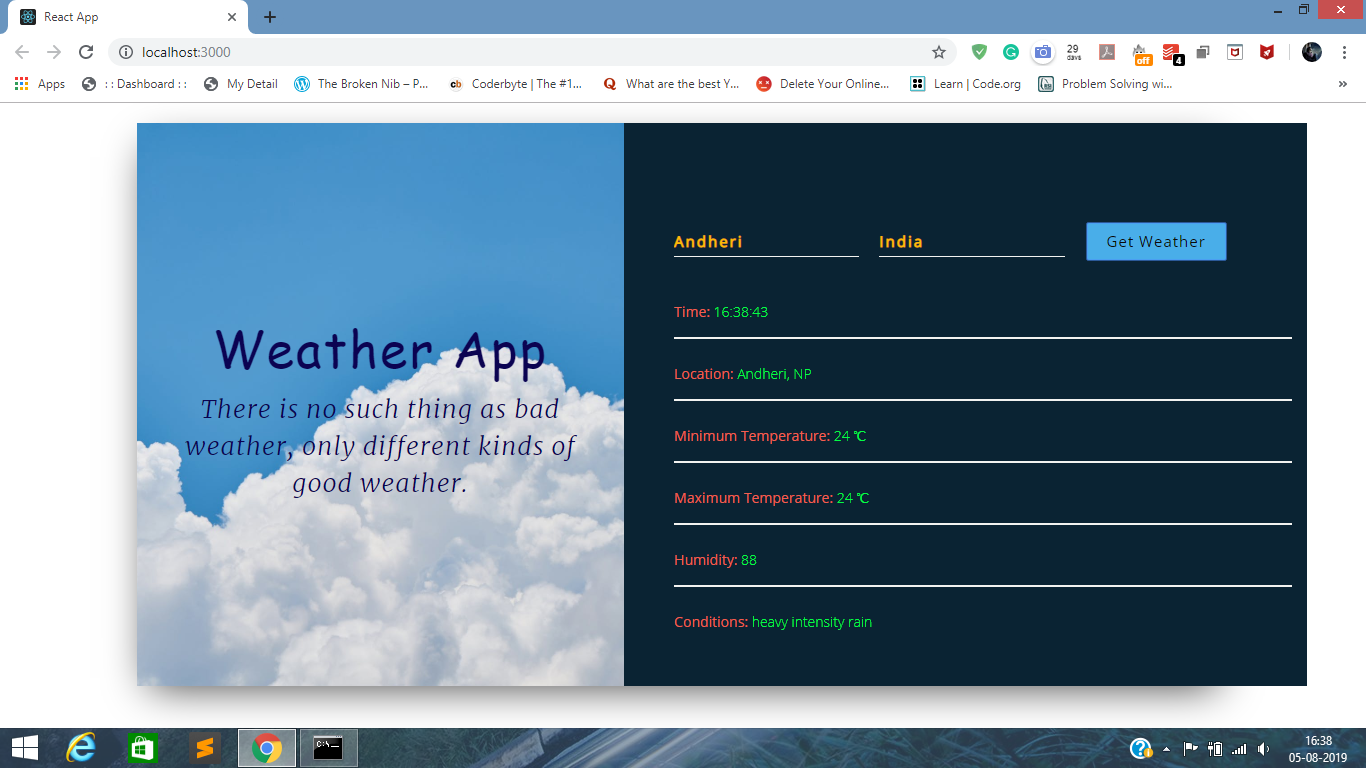 React App
localhost:3000
29
days
off
4
Apps
: : Dashboard : :
My Detail
The Broken Nib – P...
cb
Coderbyte | The #1...
Q
What are the best Y...
Delete Your Online...
Learn | Code.org
Problem Solving wi...
»
Weather App
There is no such thing as bad
weather, only different kinds of
good weather.
Andheri
India
Get Weather
Time: 16:38:43
Location: Andheri, NP
Minimum Temperature: 24 ℃
Maximum Temperature: 24 ℃
Humidity: 88
Conditions: heavy intensity rain
16:38
05-08-2019